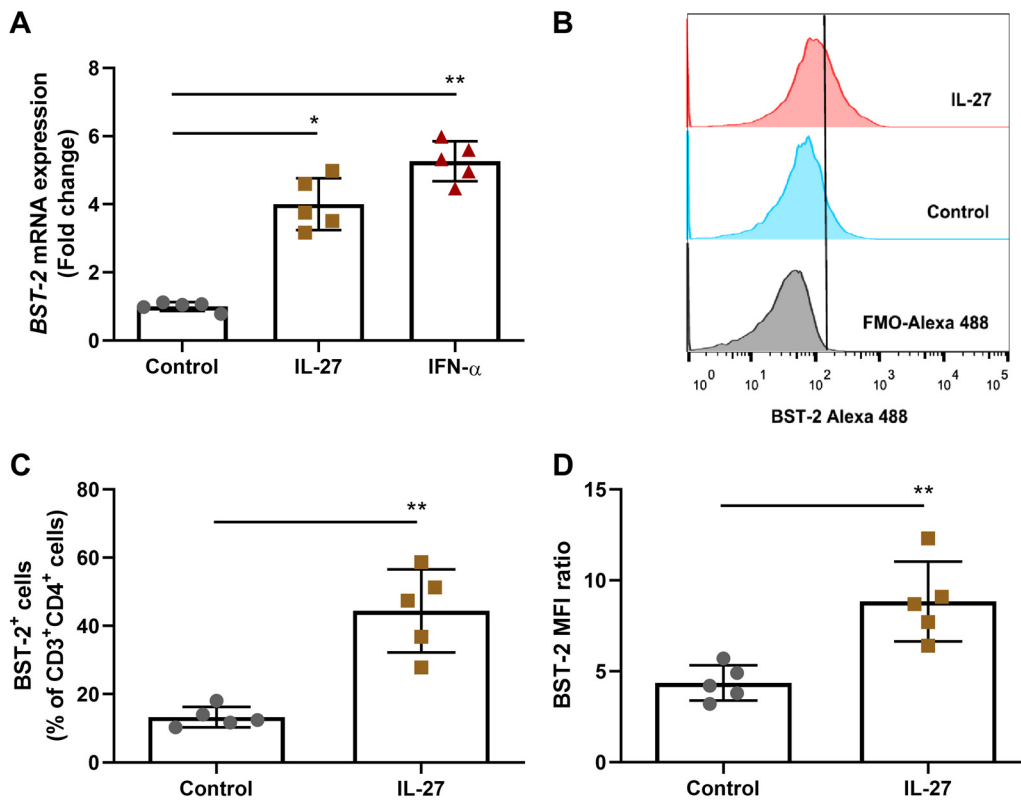 A
BST-2 mRNA expression
(Fold change)
8
6
4
2
0
*
**
Control
IL-27
IFN-α
B
IL-27
Control
FMO-Alexa 488
10⁰ 10¹ 10² 10³ 10⁴ 10⁵
BST-2 Alexa 488
C
BST-2⁺ cells
(% of CD3⁺CD4⁺ cells)
80
60
40
20
0
**
Control
IL-27
D
BST-2 MFI ratio
15
10
5
0
**
Control
IL-27